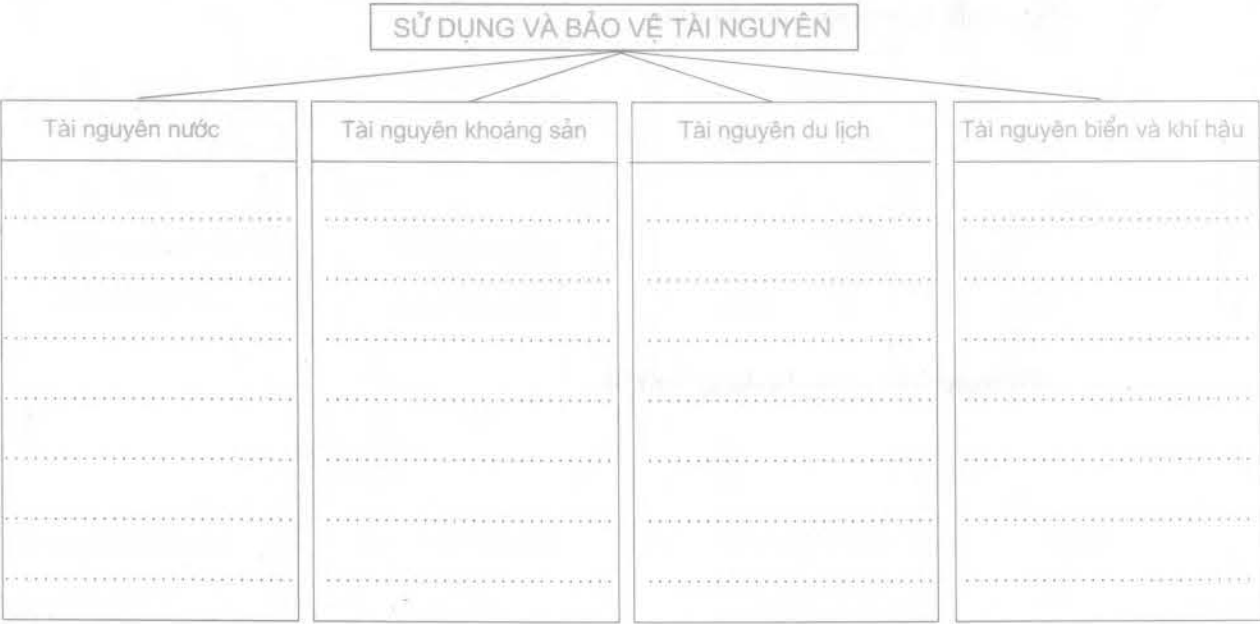 SỬ DỤNG VÀ BẢO VỆ TÀI NGUYÊN
Tài nguyên nước
Tài nguyên khoáng sản
Tài nguyên du lịch
Tài nguyên biển và khí hậu